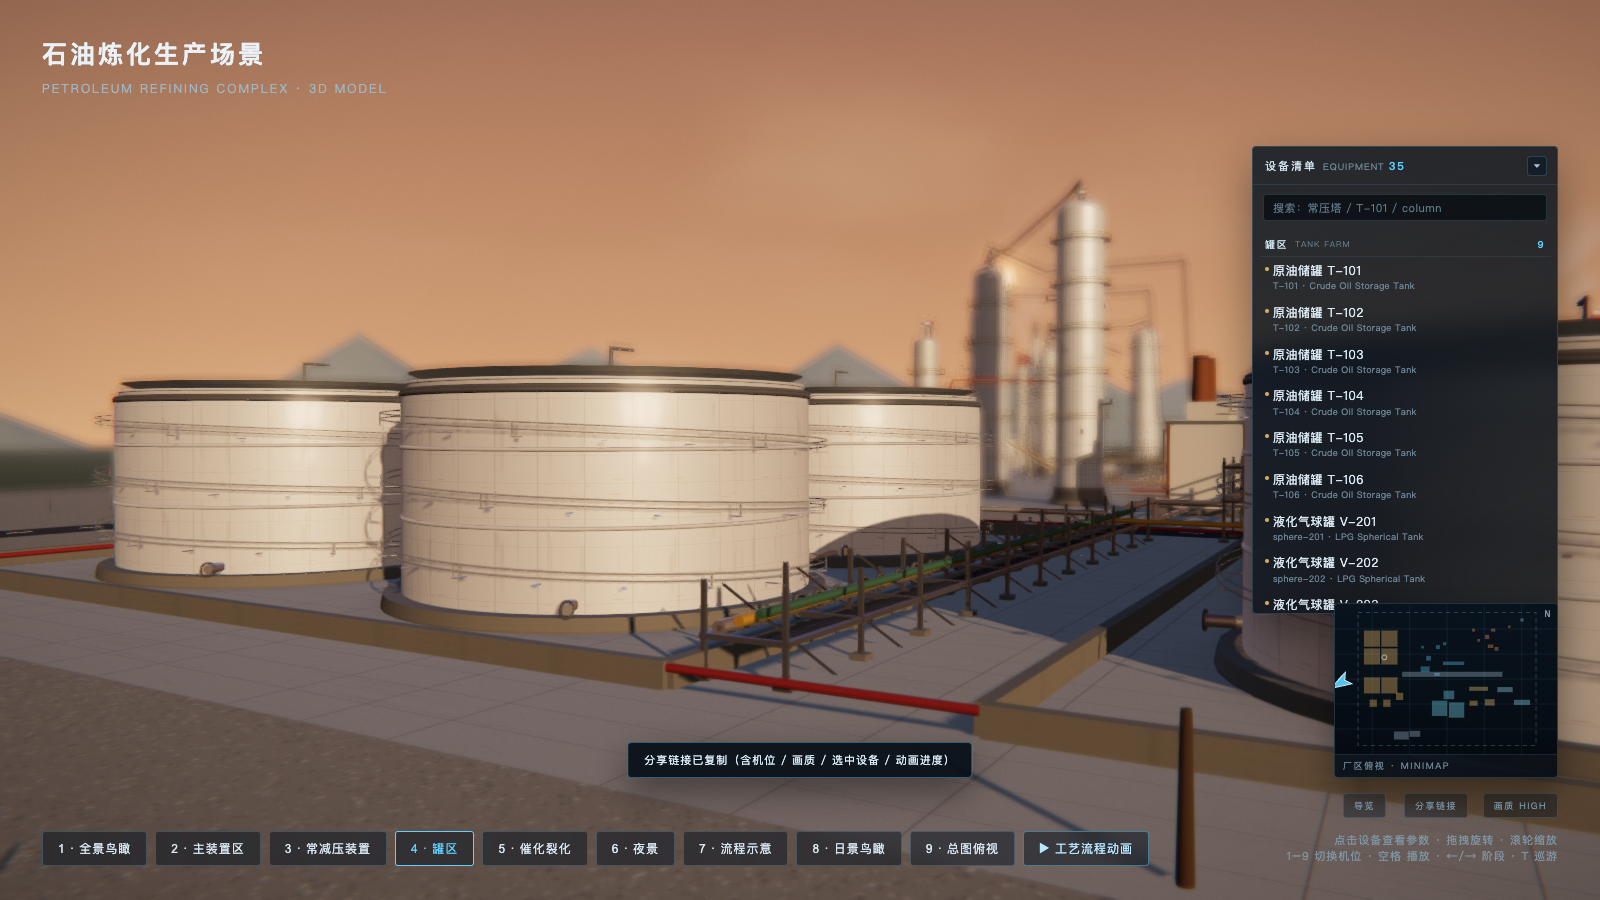 石油炼化生产场景
PETROLEUM REFINING COMPLEX · 3D MODEL
设备清单 EQUIPMENT 35
搜索: 常压塔 / T-101 / column
罐区 TANK FARM 9
原油储罐 T-101
T-101 · Crude Oil Storage Tank
原油储罐 T-102
T-102 · Crude Oil Storage Tank
原油储罐 T-103
T-103 · Crude Oil Storage Tank
原油储罐 T-104
T-104 · Crude Oil Storage Tank
原油储罐 T-105
T-105 · Crude Oil Storage Tank
原油储罐 T-106
T-106 · Crude Oil Storage Tank
液化气球罐 V-201
sphere-201 · LPG Spherical Tank
液化气球罐 V-202
sphere-202 · LPG Spherical Tank
液化气球罐 V-203
N
厂区俯视 · MINIMAP
分享链接已复制（含机位 / 画质 / 选中设备 / 动画进度）
导览 分享链接 画质 HIGH
点击设备查看参数 · 拖拽旋转 · 滚轮缩放
1-9 切换机位 · 空格 播放 · ←/→ 阶段 · T 巡游
1 · 全景鸟瞰 2 · 主装置区 3 · 常减压装置 4 · 罐区 5 · 催化裂化 6 · 夜景 7 · 流程示意 8 · 日景鸟瞰 9 · 总图俯视 ▶ 工艺流程动画